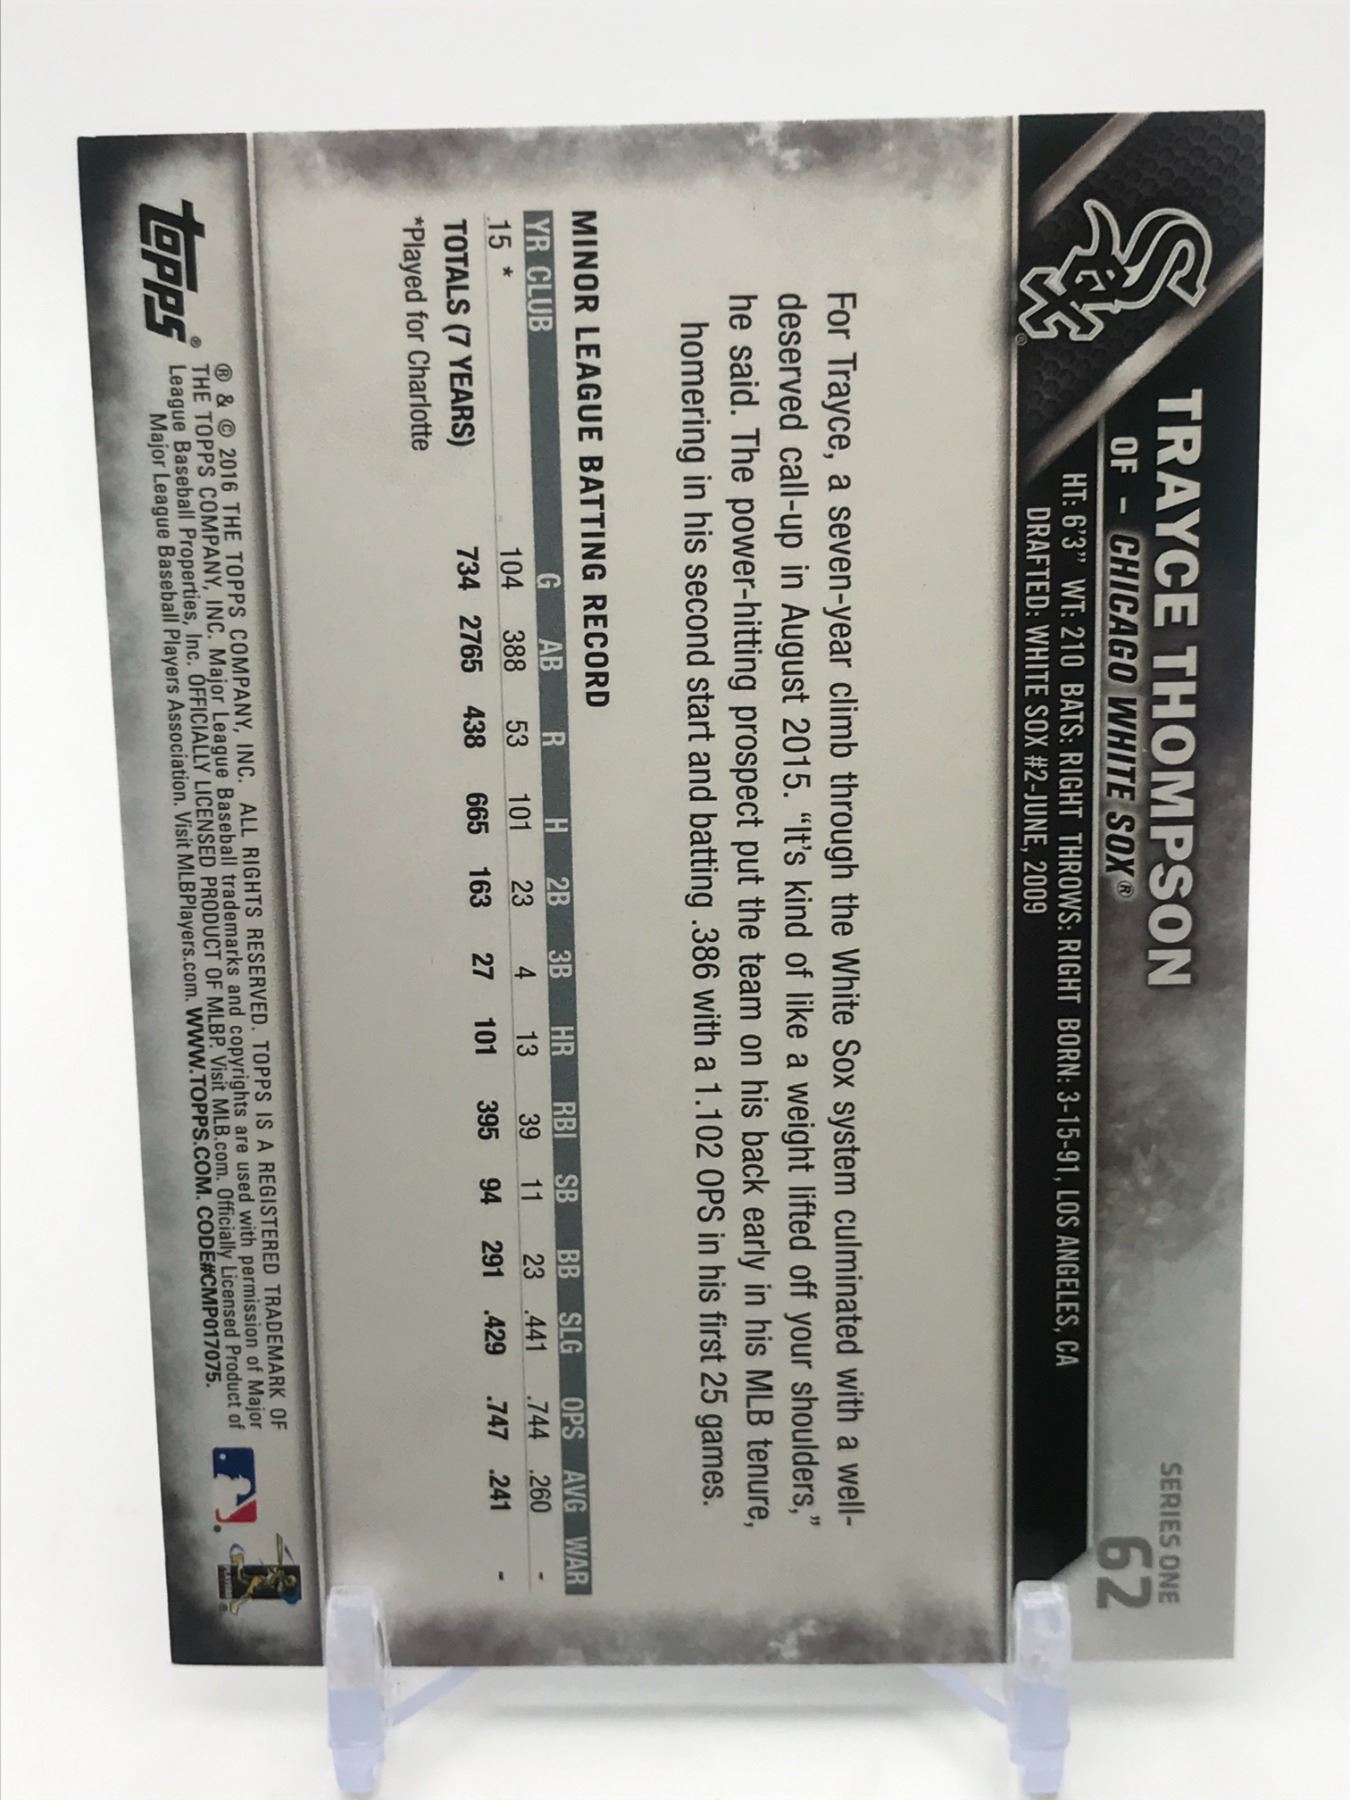 Sox®
TRAYCE THOMPSON
OF - CHICAGO WHITE SOX®
HT: 6'3" WT: 210 BATS: RIGHT THROWS: RIGHT BORN: 3-15-91, LOS ANGELES, CA
DRAFTED: WHITE SOX #2-JUNE, 2009
SERIES ONE
62
For Trayce, a seven-year climb through the White Sox system culminated with a well-
deserved call-up in August 2015. “It's kind of like a weight lifted off your shoulders,”
he said. The power-hitting prospect put the team on his back early in his MLB tenure,
homering in his second start and batting .386 with a 1.102 OPS in his first 25 games.
MINOR LEAGUE BATTING RECORD
YR CLUB G AB R H 2B 3B HR RBI SB BB SLG OPS AVG WAR
15 * 104 388 53 101 23 4 13 39 11 23 .441 .744 .260 -
TOTALS (7 YEARS) 734 2765 438 665 163 27 101 395 94 291 .429 .747 .241 -
*Played for Charlotte
topps®
® & © 2016 THE TOPPS COMPANY, INC. ALL RIGHTS RESERVED. TOPPS IS A REGISTERED TRADEMARK OF
THE TOPPS COMPANY, INC. Major League Baseball trademarks and copyrights are used with permission of Major
League Baseball Properties, Inc. OFFICIALLY LICENSED PRODUCT OF MLBP. Visit MLB.com. Officially Licensed Product of
Major League Baseball Players Association. Visit MLBPlayers.com. WWW.TOPPS.COM. CODE#CMP017075.